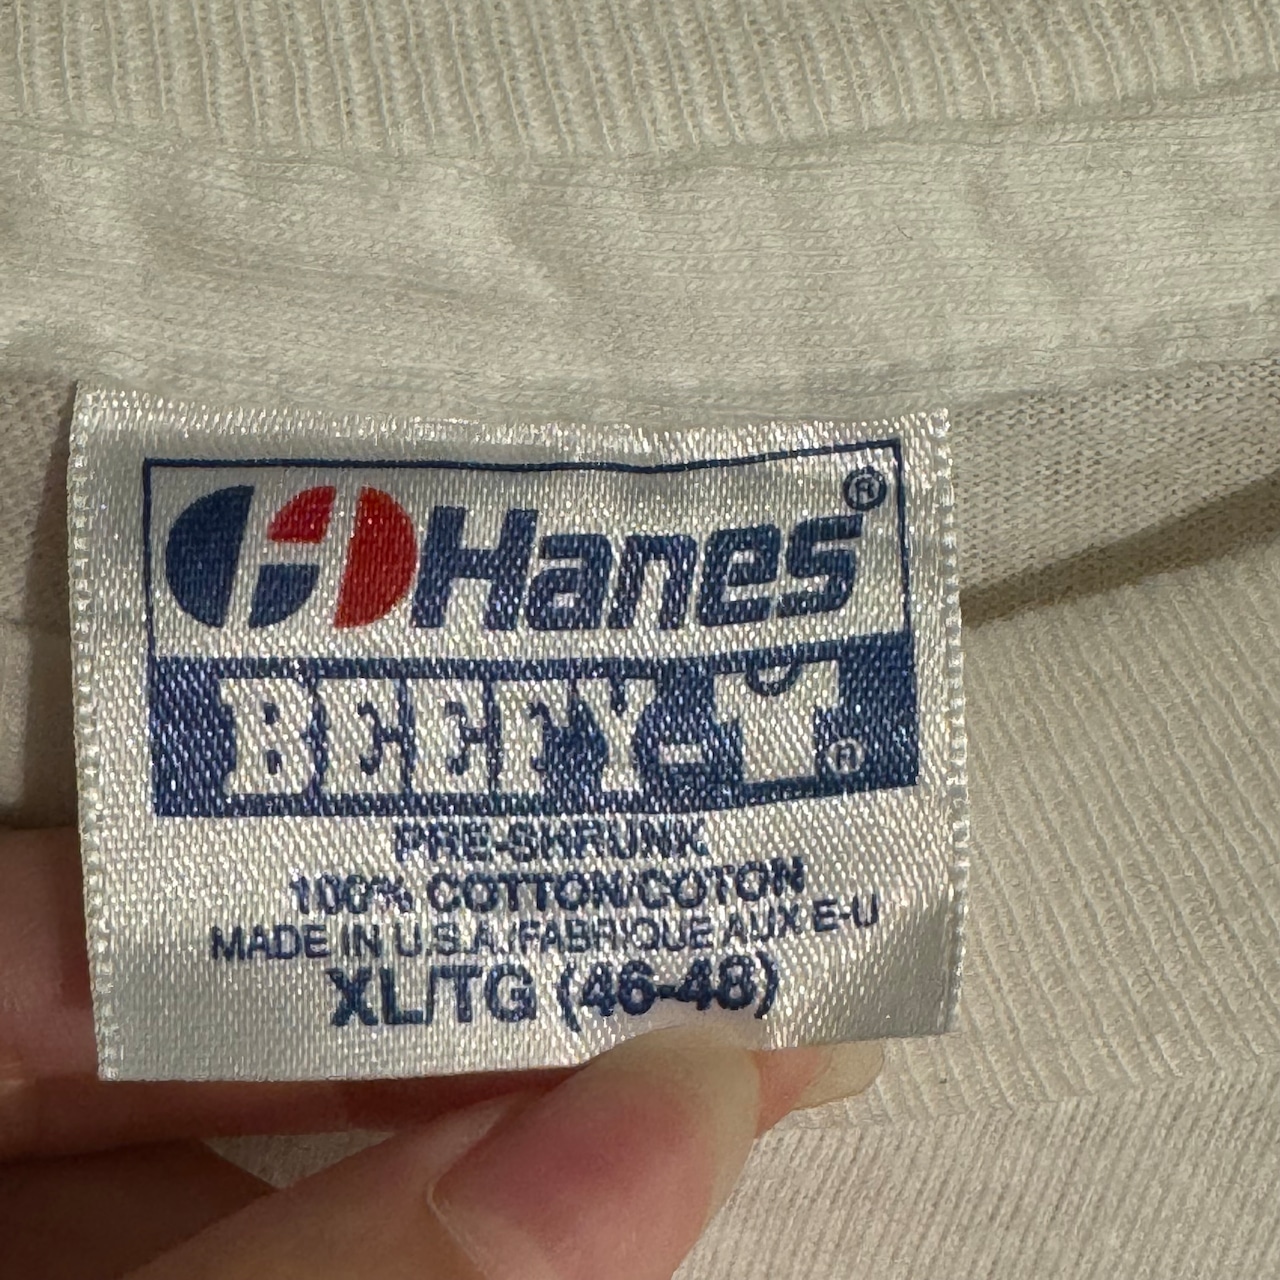 Hanes®
BEEFY-T®
PRE-SHRUNK
100% COTTON/COTON
MADE IN U.S.A./FABRIQUE AUX E-U
XL/TG (46-48)